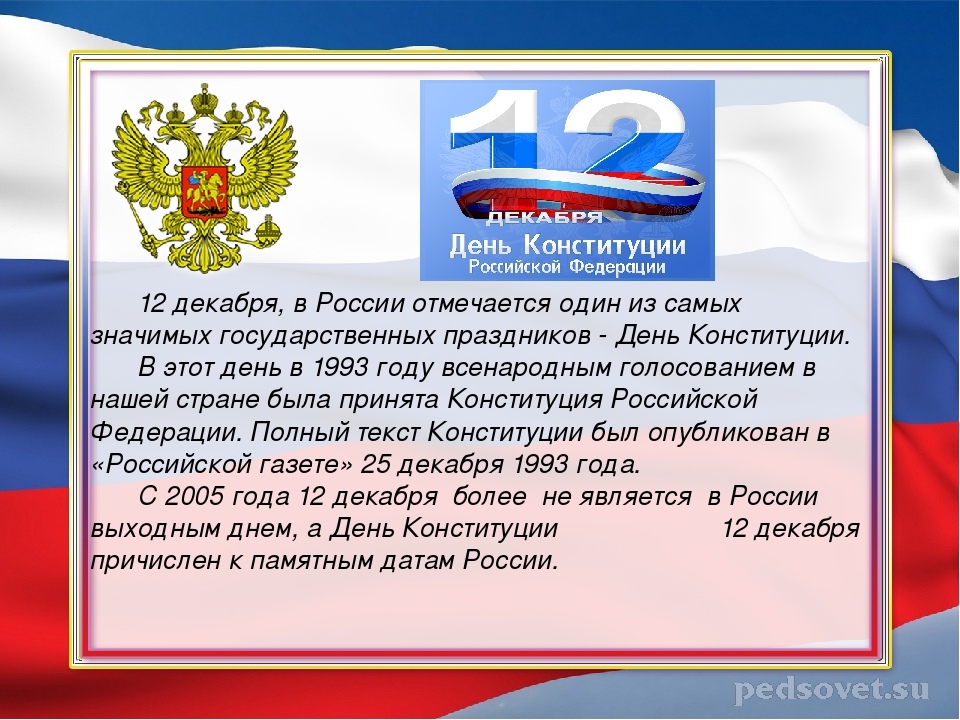 12
ДЕКАБРЯ
День Конституции
Российской Федерации
12 декабря, в России отмечается один из самых
значимых государственных праздников - День Конституции.
В этот день в 1993 году всенародным голосованием в
нашей стране была принята Конституция Российской
Федерации. Полный текст Конституции был опубликован в
«Российской газете» 25 декабря 1993 года.
С 2005 года 12 декабря более не является в России
выходным днем, а День Конституции 12 декабря
причислен к памятным датам России.
pedsovet.su